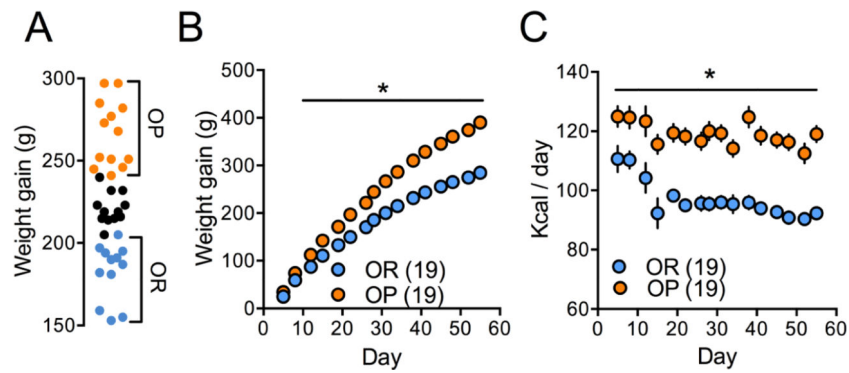 A
Weight gain (g)
300
250
200
150
OP
OR
B
*
Weight gain (g)
500
400
300
200
100
0
OR (19)
OP (19)
0 10 20 30 40 50 60
Day
C
*
Kcal / day
140
120
100
80
60
OR (19)
OP (19)
0 10 20 30 40 50 60
Day